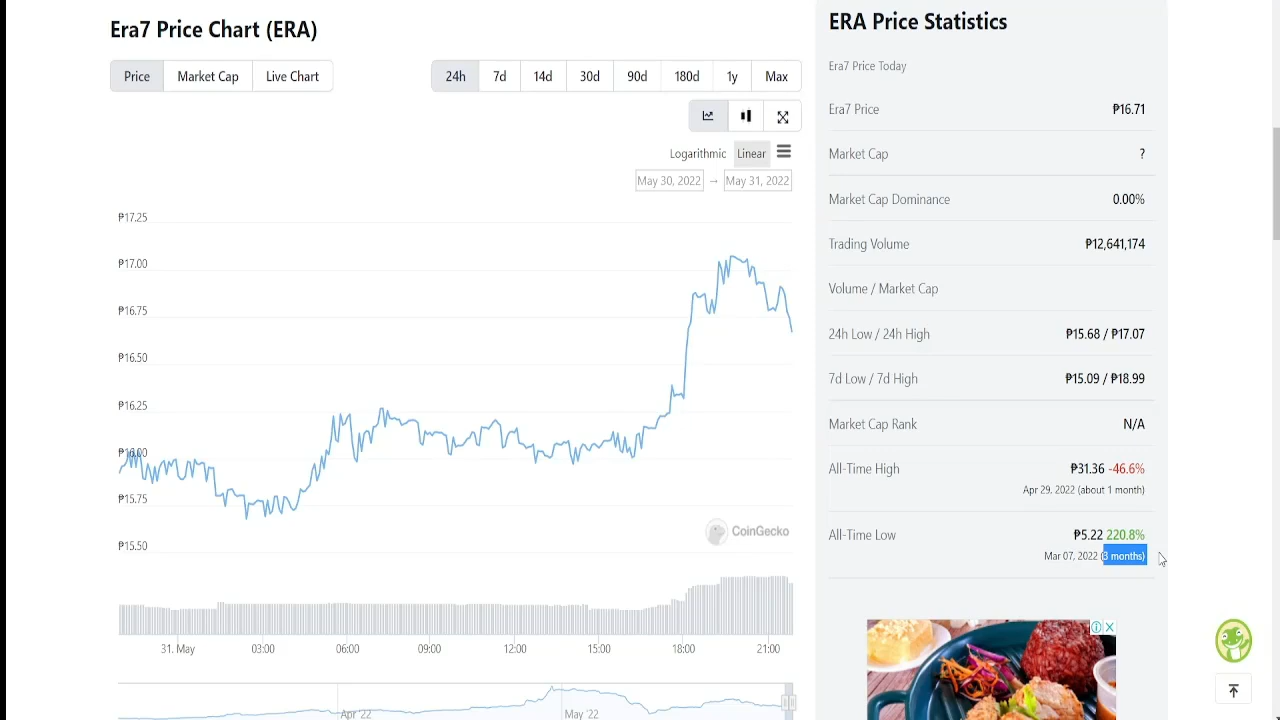 Era7 Price Chart (ERA)
Price Market Cap Live Chart
24h 7d 14d 30d 90d 180d 1y Max
Logarithmic Linear
May 30, 2022 → May 31, 2022
₱17.25
₱17.00
₱16.75
₱16.50
₱16.25
₱16.00
₱15.75
₱15.50
CoinGecko
31. May 03:00 06:00 09:00 12:00 15:00 18:00 21:00
Apr '22 May '22
ERA Price Statistics
Era7 Price Today
Era7 Price ₱16.71
Market Cap ?
Market Cap Dominance 0.00%
Trading Volume ₱12,641,174
Volume / Market Cap
24h Low / 24h High ₱15.68 / ₱17.07
7d Low / 7d High ₱15.09 / ₱18.99
Market Cap Rank N/A
All-Time High ₱31.36 -46.6%
Apr 29, 2022 (about 1 month)
All-Time Low ₱5.22 220.8%
Mar 07, 2022 (3 months)